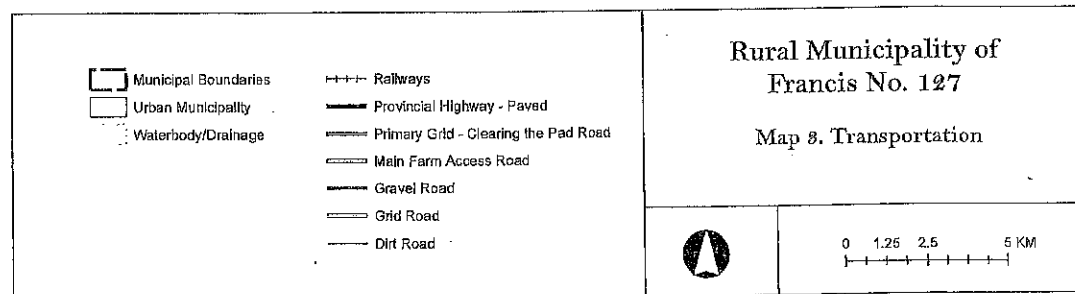 Municipal Boundaries
Urban Municipality
Waterbody/Drainage
Railways
Provincial Highway - Paved
Primary Grid - Clearing the Pad Road
Main Farm Access Road
Gravel Road
Grid Road
Dirt Road
Rural Municipality of
Francis No. 127
Map 3. Transportation
0 1.25 2.5 5 KM